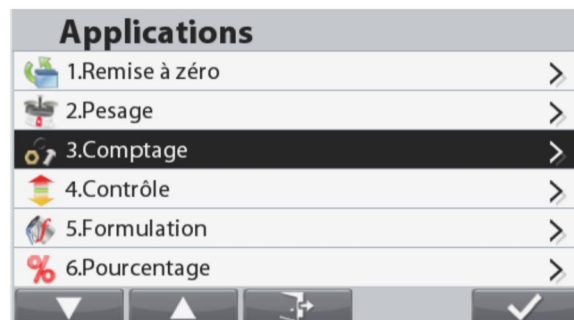 Applications
1.Remise à zéro
2.Pesage
3.Comptage
4.Contrôle
5.Formulation
6.Pourcentage